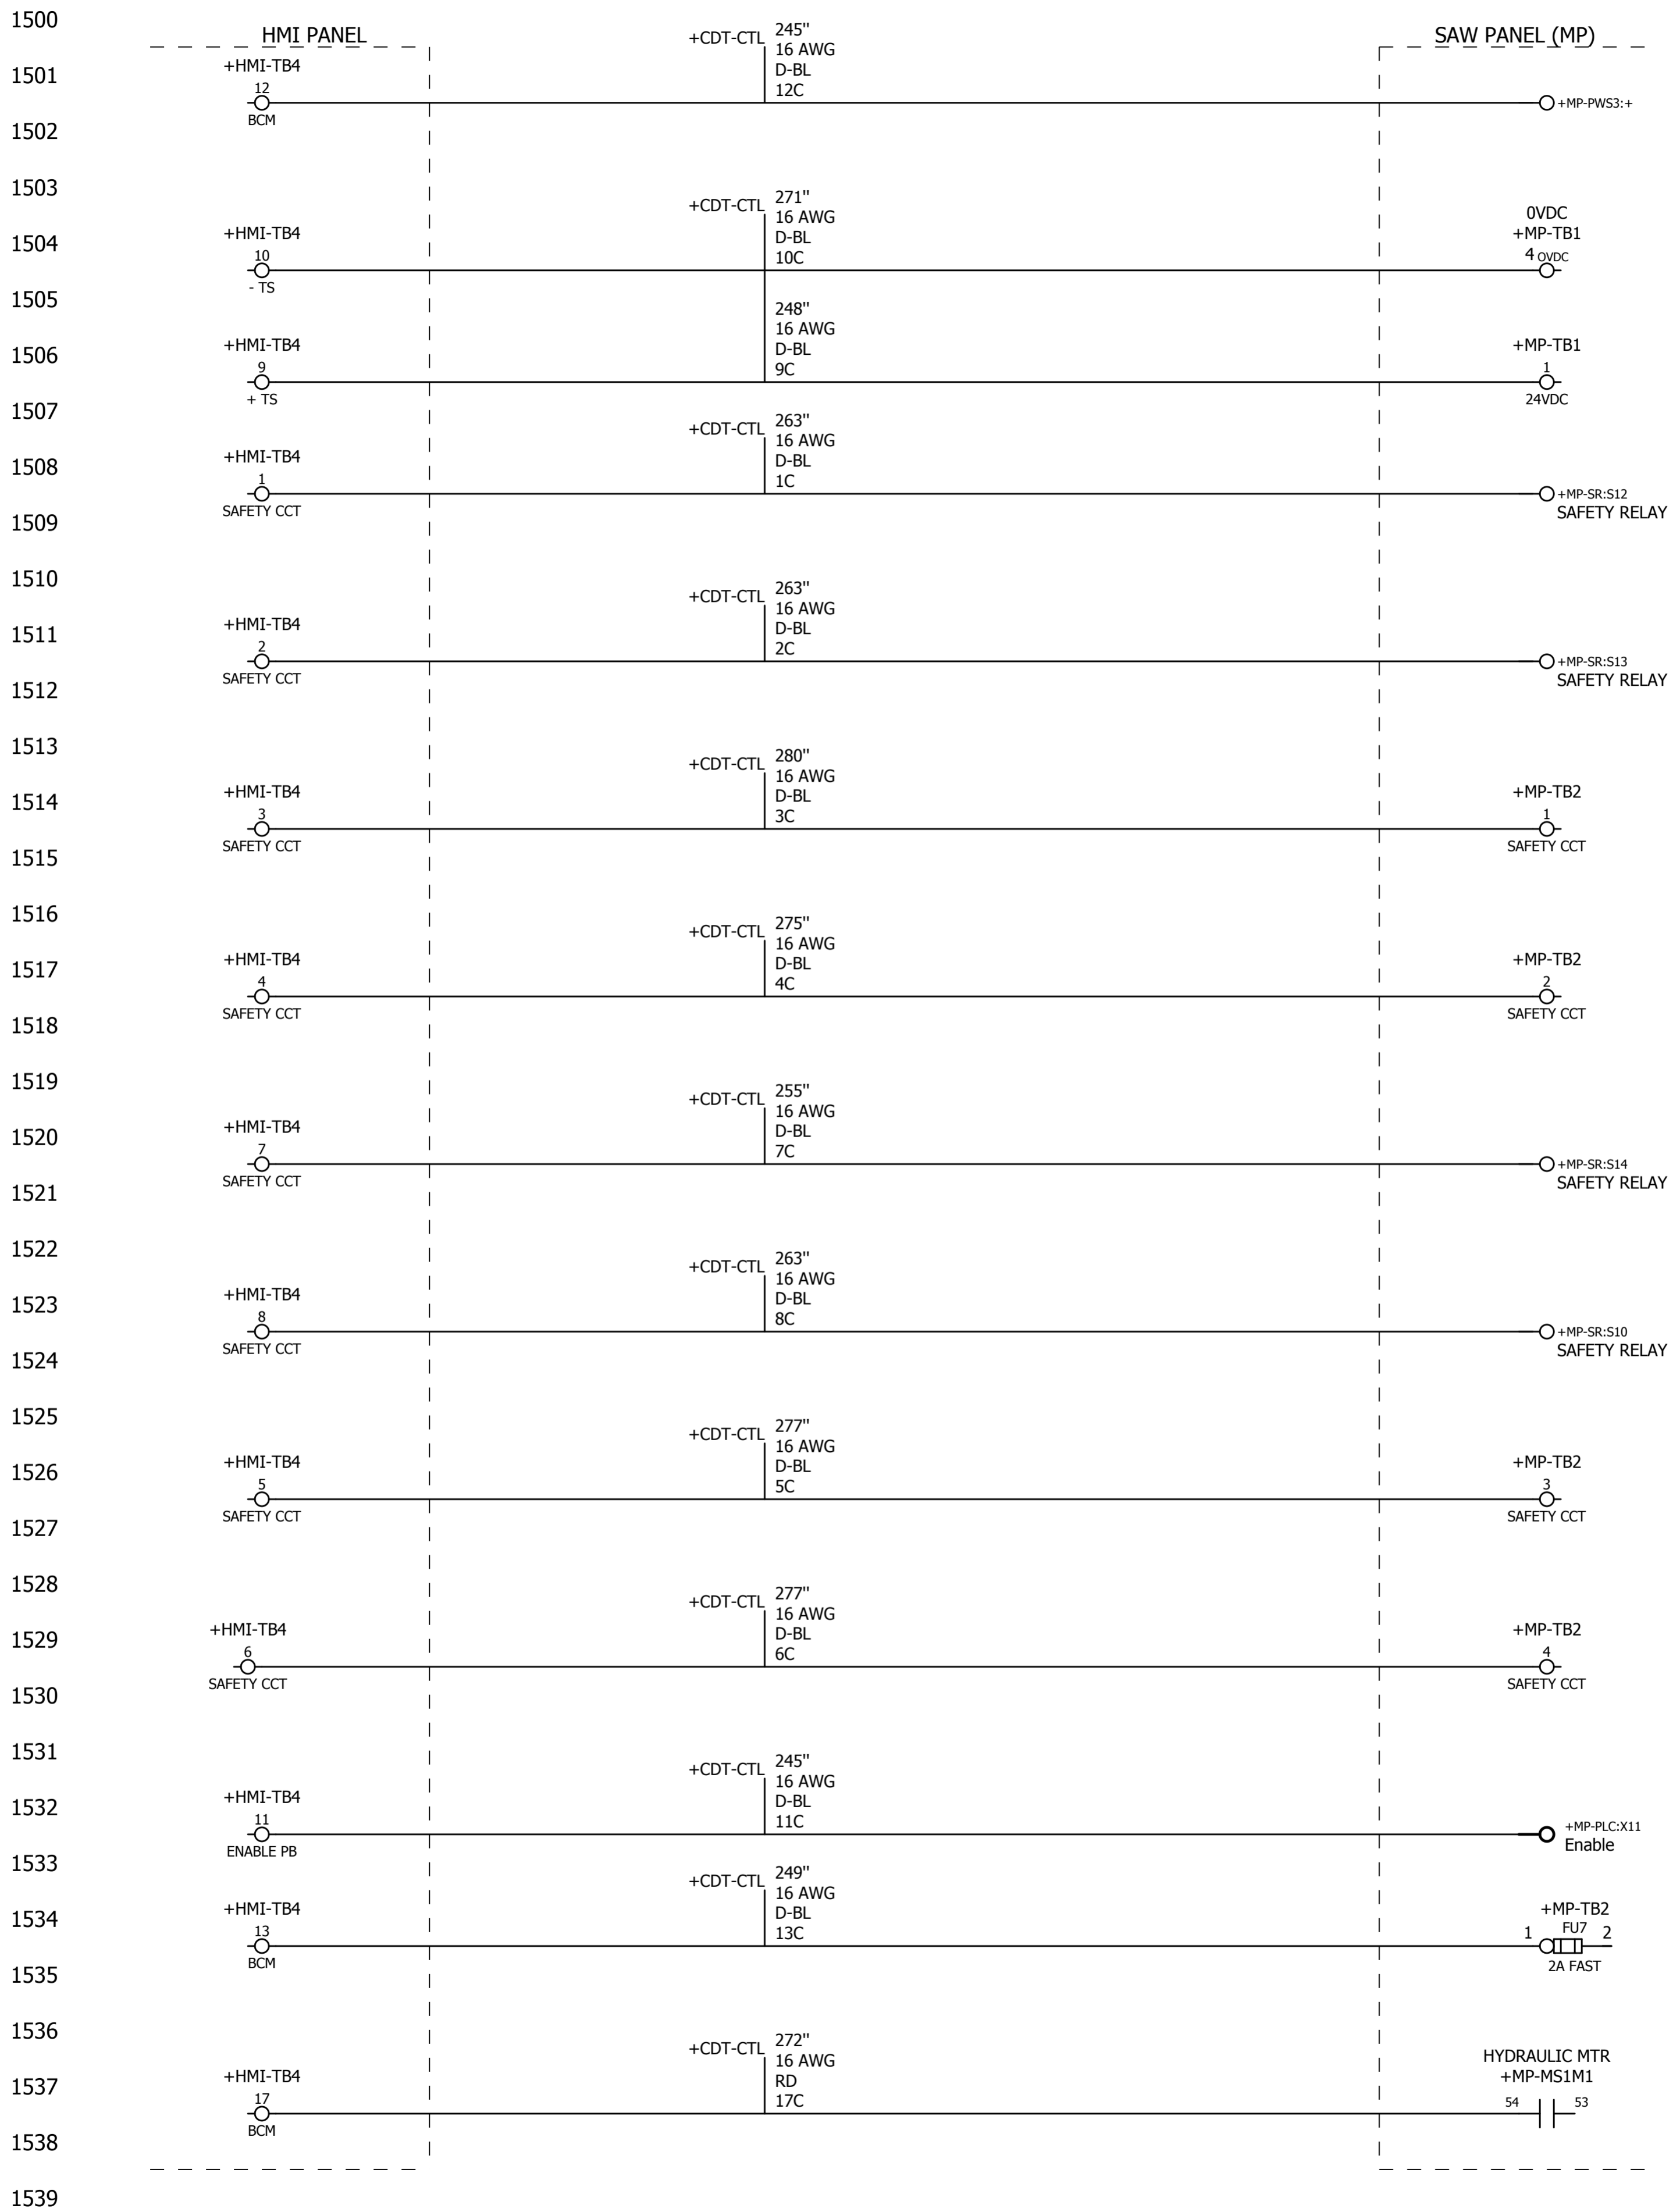 1500
HMI PANEL
+CDT-CTL
245"
16 AWG
D-BL
12C
SAW PANEL (MP)
1501
+HMI-TB4
12
BCM
+MP-PWS3:+
1502
1503
+CDT-CTL
271"
16 AWG
D-BL
10C
0VDC
+MP-TB1
4 OVDC
1504
+HMI-TB4
10
- TS
1505
248"
16 AWG
D-BL
9C
1506
+HMI-TB4
9
+ TS
+MP-TB1
1
24VDC
1507
+CDT-CTL
263"
16 AWG
D-BL
1C
1508
+HMI-TB4
1
SAFETY CCT
+MP-SR:S12
SAFETY RELAY
1509
1510
+CDT-CTL
263"
16 AWG
D-BL
2C
1511
+HMI-TB4
2
SAFETY CCT
+MP-SR:S13
SAFETY RELAY
1512
1513
+CDT-CTL
280"
16 AWG
D-BL
3C
1514
+HMI-TB4
3
SAFETY CCT
+MP-TB2
1
SAFETY CCT
1515
1516
+CDT-CTL
275"
16 AWG
D-BL
4C
1517
+HMI-TB4
4
SAFETY CCT
+MP-TB2
2
SAFETY CCT
1518
1519
+CDT-CTL
255"
16 AWG
D-BL
7C
1520
+HMI-TB4
7
SAFETY CCT
+MP-SR:S14
SAFETY RELAY
1521
1522
+CDT-CTL
263"
16 AWG
D-BL
8C
1523
+HMI-TB4
8
SAFETY CCT
+MP-SR:S10
SAFETY RELAY
1524
1525
+CDT-CTL
277"
16 AWG
D-BL
5C
1526
+HMI-TB4
5
SAFETY CCT
+MP-TB2
3
SAFETY CCT
1527
1528
+CDT-CTL
277"
16 AWG
D-BL
6C
1529
+HMI-TB4
6
SAFETY CCT
+MP-TB2
4
SAFETY CCT
1530
1531
+CDT-CTL
245"
16 AWG
D-BL
11C
1532
+HMI-TB4
11
ENABLE PB
+MP-PLC:X11
Enable
1533
+CDT-CTL
249"
16 AWG
D-BL
13C
1534
+HMI-TB4
13
BCM
+MP-TB2
1 FU7 2
2A FAST
1535
1536
+CDT-CTL
272"
16 AWG
RD
17C
HYDRAULIC MTR
+MP-MS1M1
54 53
1537
+HMI-TB4
17
BCM
1538
1539